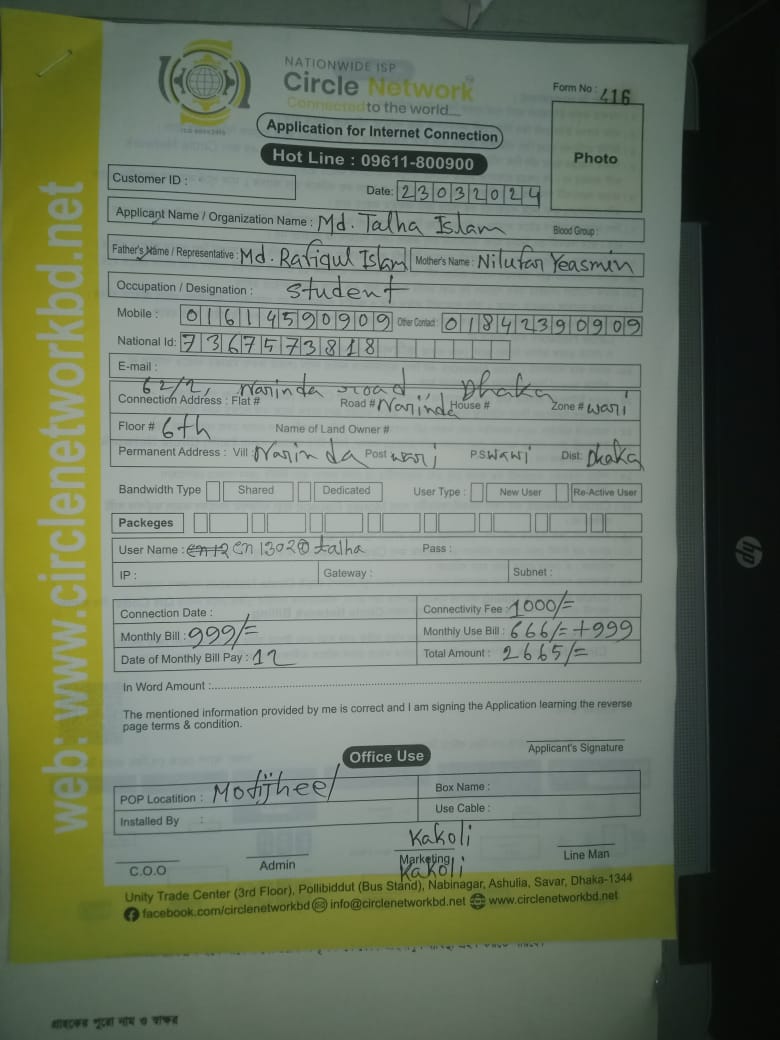 NATIONWIDE ISP
Circle Network
Connected to the world...
Form No : 416
Application for Internet Connection
Hot Line : 09611-800900
Photo
Customer ID :
Date: 23032024
Applicant Name / Organization Name : Md. Talha Islam Blood Group :
Father's Name / Representative : Md. Rafiqul Islam Mother's Name : Nilufar Yeasmin
Occupation / Designation : Student
Mobile : 01614590909 Other Contact : 01842390909
National Id: 7367573818
E-mail :
62/2, Narinda road Dhaka
Connection Address : Flat # Road # Narinda House # Zone # wari
Floor # 6th Name of Land Owner #
Permanent Address : Vill Narinda Post wari P.S wari Dist: Dhaka
Bandwidth Type Shared Dedicated User Type : New User Re-Active User
Packeges
User Name : cn 1302@talha Pass :
IP : Gateway : Subnet :
Connection Date : Connectivity Fee : 1000/=
Monthly Bill : 999/= Monthly Use Bill : 666/= +999
Date of Monthly Bill Pay : 12 Total Amount : 2665/=
In Word Amount :
The mentioned information provided by me is correct and I am signing the Application learning the reverse
page terms & condition.
Applicant's Signature
Office Use
POP Locatition : Motijheel Box Name :
Installed By : Use Cable :
Kakoli
C.O.O Admin Marketing Line Man
Kakoli
Unity Trade Center (3rd Floor), Pollibiddut (Bus Stand), Nabinagar, Ashulia, Savar, Dhaka-1344
facebook.com/circlenetworkbd info@circlenetworkbd.net www.circlenetworkbd.net
web: www.circlenetworkbd.net
hp
গ্রাহকের পুরো নাম ও স্বাক্ষর